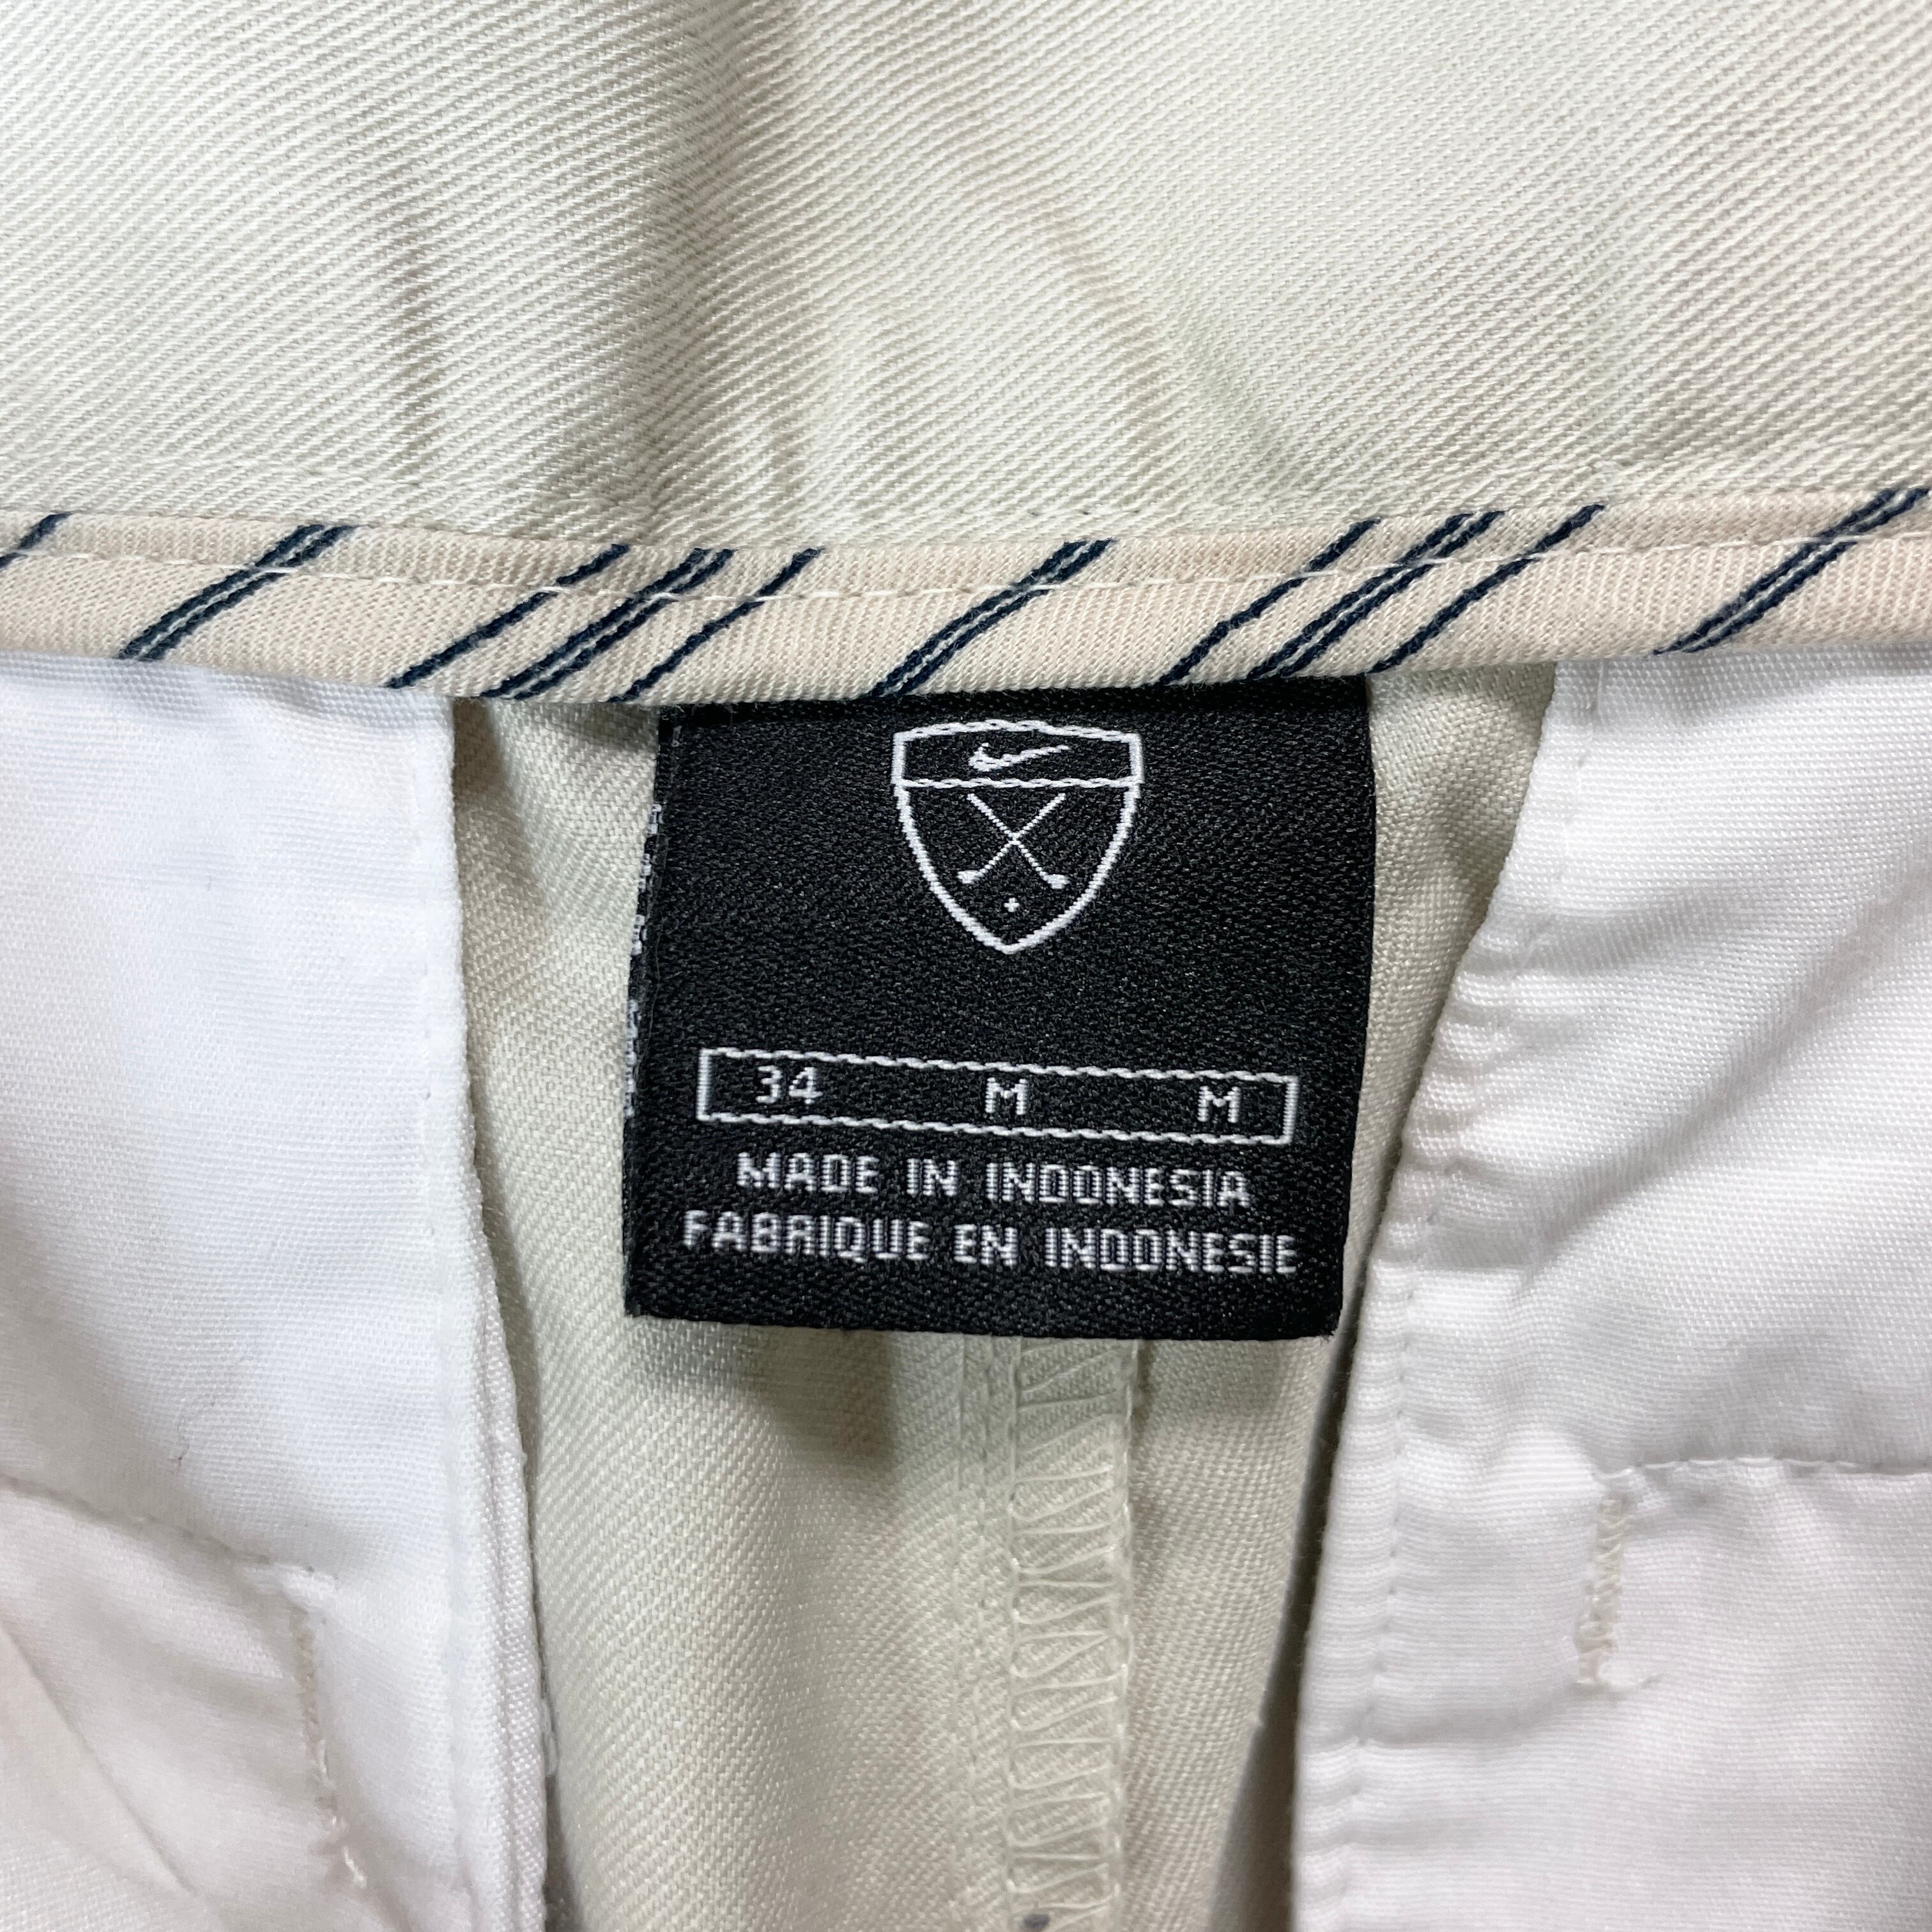 34 M M
MADE IN INDONESIA
FABRIQUE EN INDONESIE